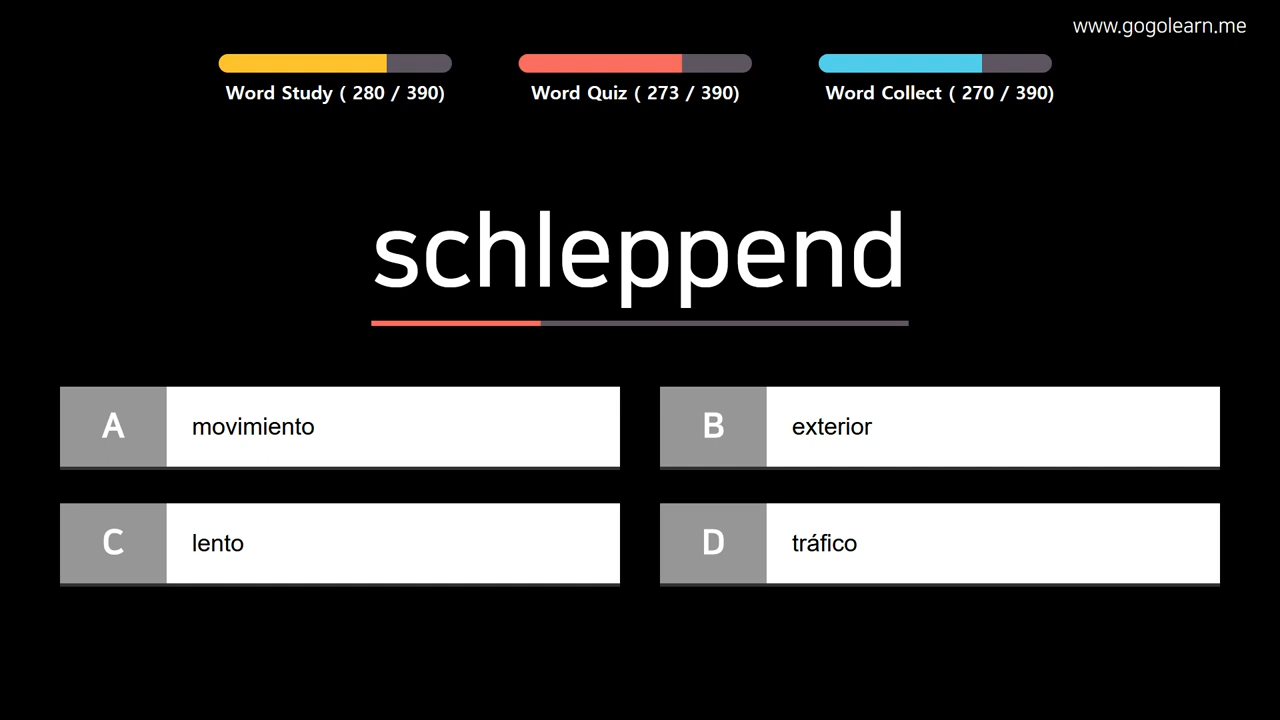 www.gogolearn.me
Word Study ( 280 / 390)
Word Quiz ( 273 / 390)
Word Collect ( 270 / 390)
schleppend
A movimiento
B exterior
C lento
D tráfico